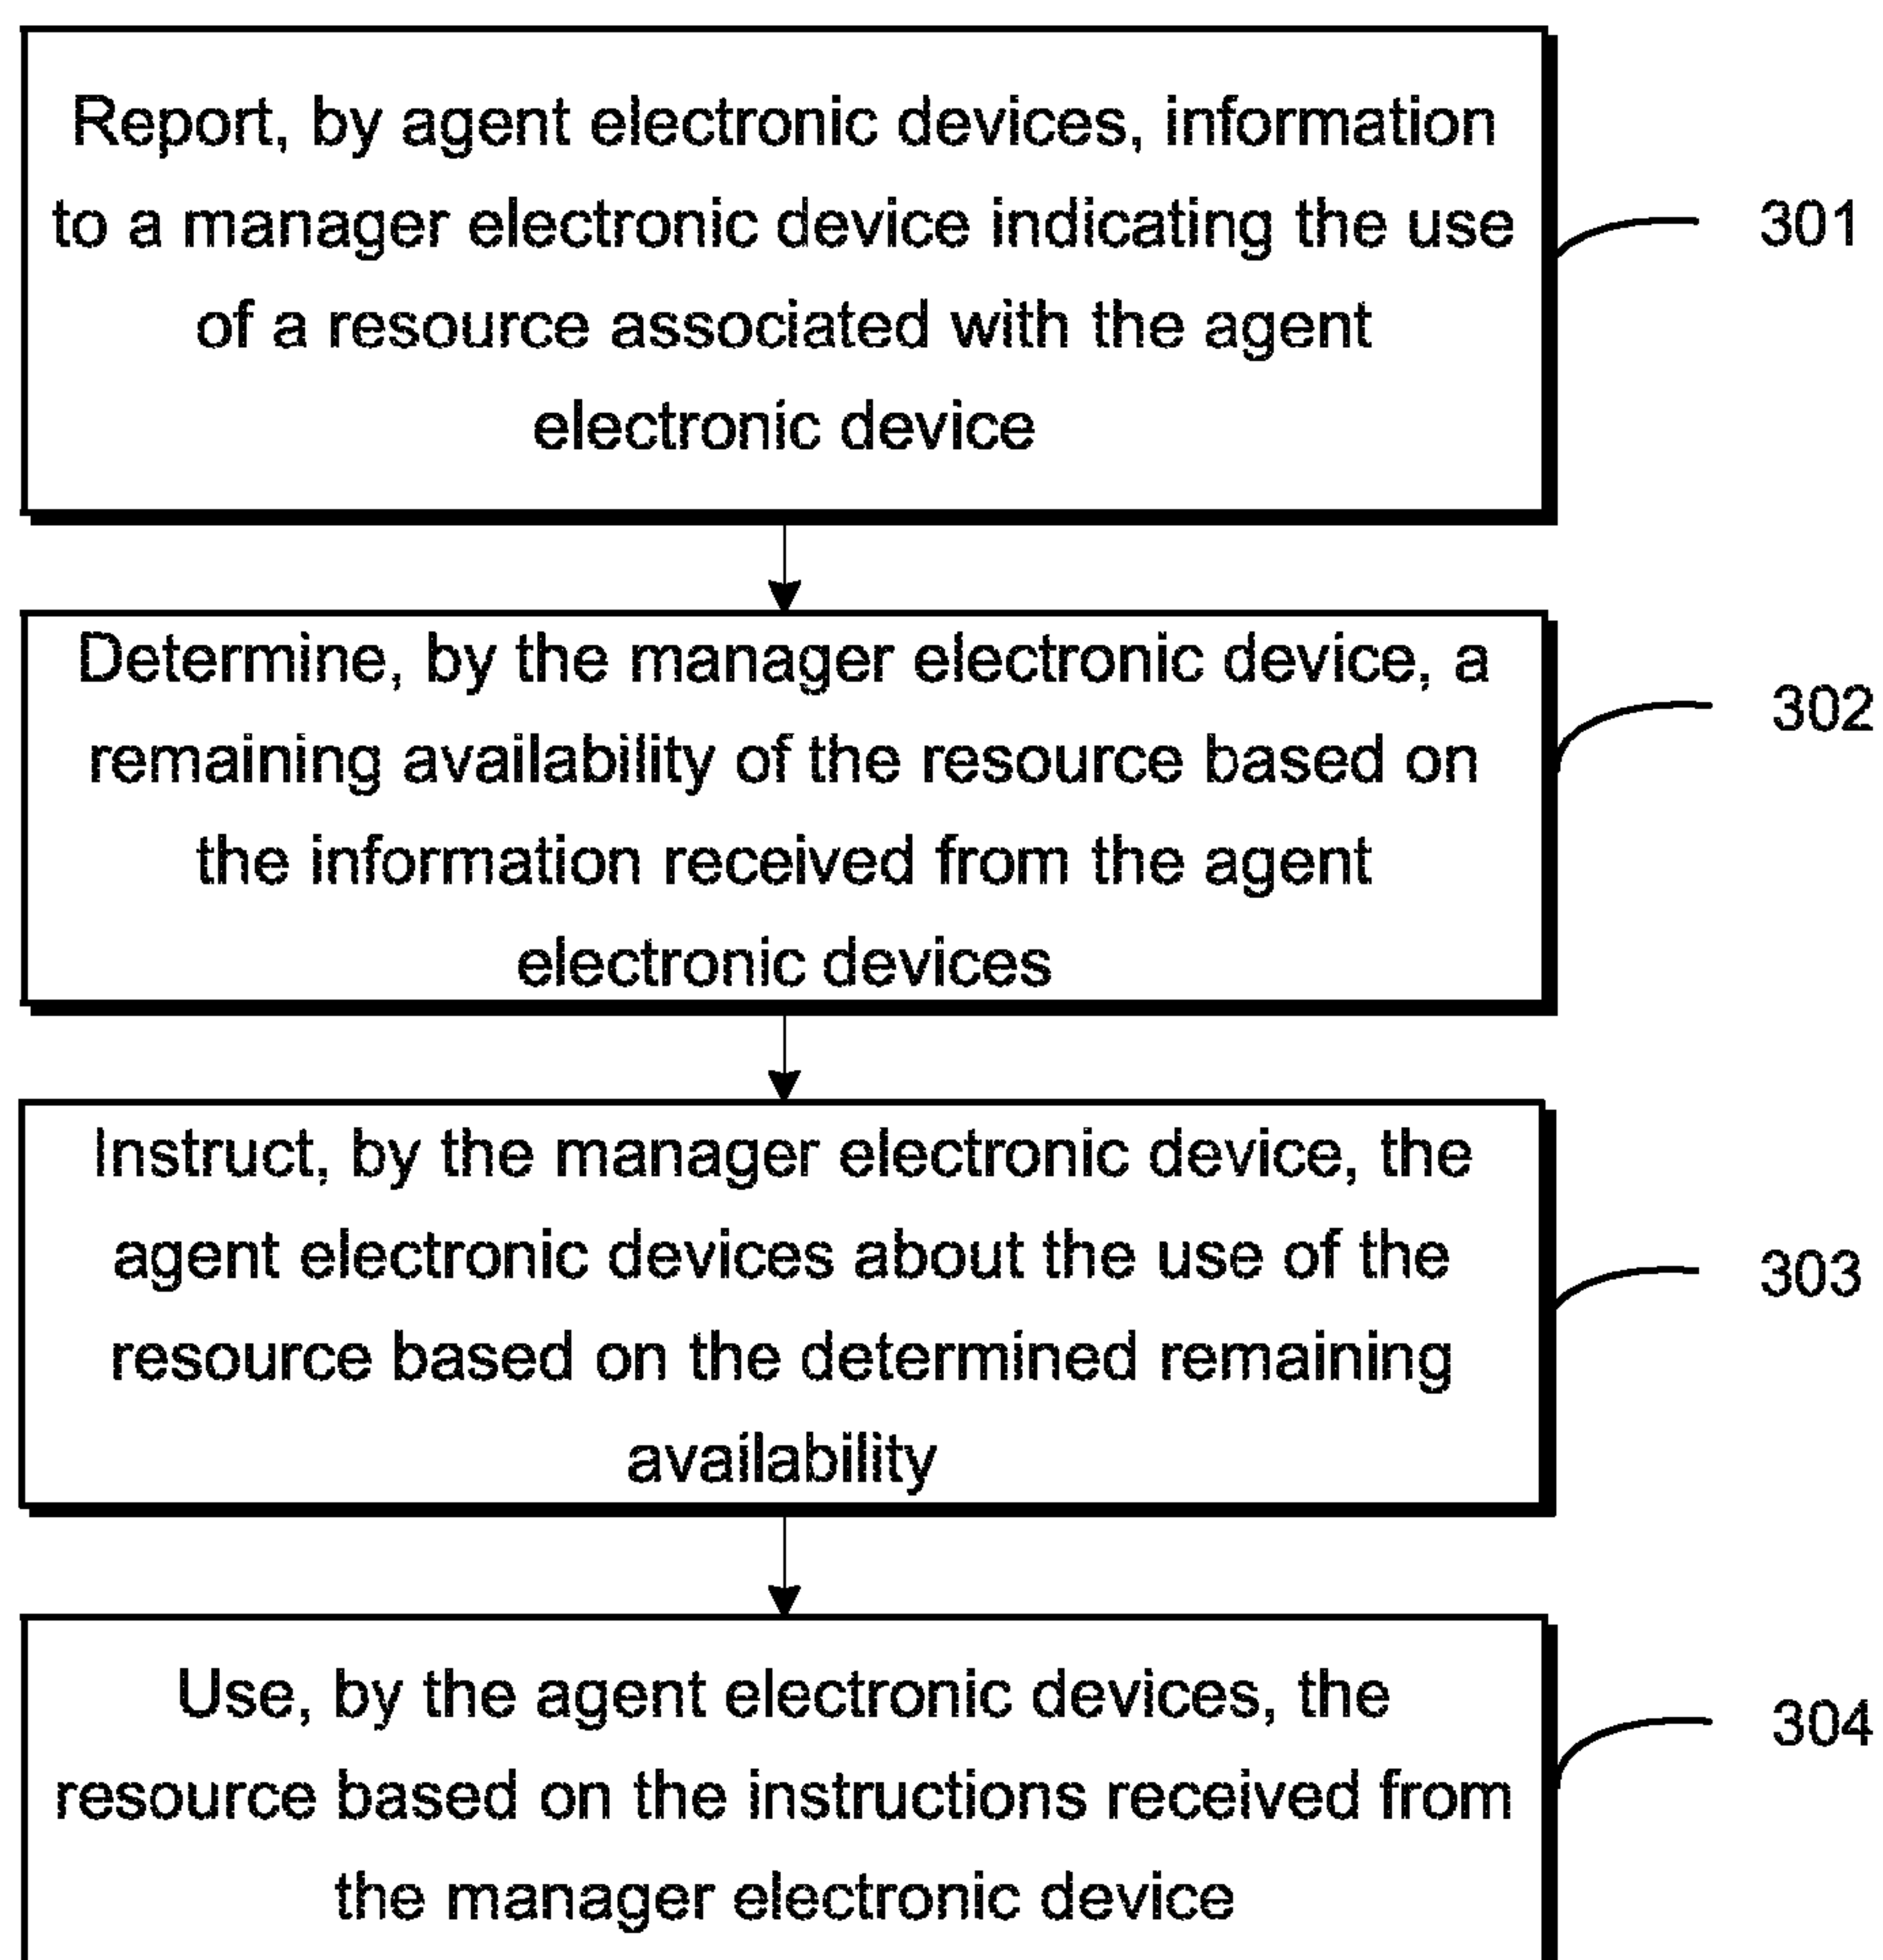 Report, by agent electronic devices, information
to a manager electronic device indicating the use
of a resource associated with the agent
electronic device
301
Determine, by the manager electronic device, a
remaining availability of the resource based on
the information received from the agent
electronic devices
302
Instruct, by the manager electronic device, the
agent electronic devices about the use of the
resource based on the determined remaining
availability
303
Use, by the agent electronic devices, the
resource based on the instructions received from
the manager electronic device
304